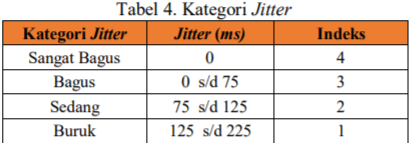 Tabel 4. Kategori Jitter
Kategori Jitter Jitter (ms) Indeks
Sangat Bagus 0 4
Bagus 0 s/d 75 3
Sedang 75 s/d 125 2
Buruk 125 s/d 225 1